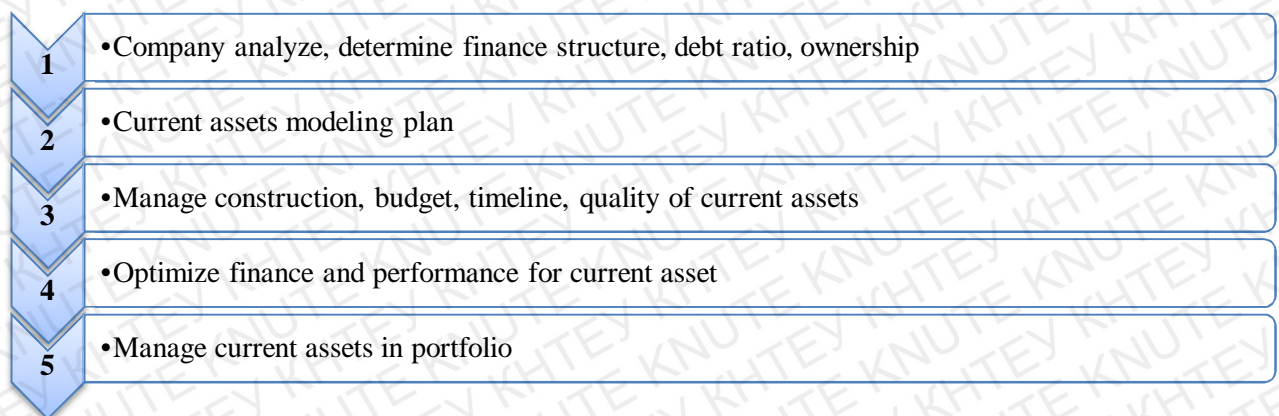 1
•Company analyze, determine finance structure, debt ratio, ownership
2
•Current assets modeling plan
3
•Manage construction, budget, timeline, quality of current assets
4
•Optimize finance and performance for current asset
5
•Manage current assets in portfolio